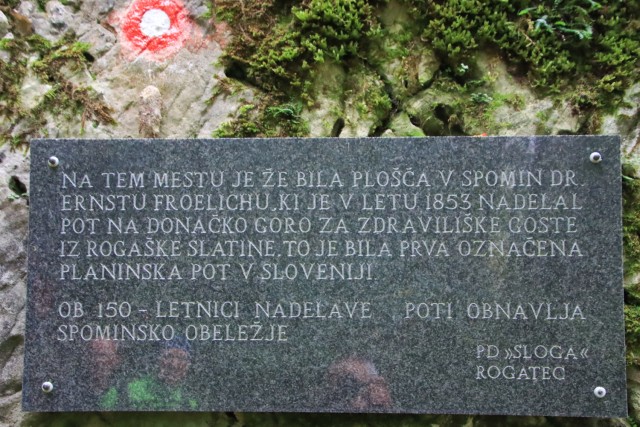 NA TEM MESTU JE ŽE BILA PLOŠČA V SPOMIN DR.
ERNSTU FROELICHU, KI JE V LETU 1853 NADELAL
POT NA DONAČKO GORO ZA ZDRAVILIŠKE GOSTE
IZ ROGAŠKE SLATINE. TO JE BILA PRVA OZNAČENA
PLANINSKA POT V SLOVENIJI.
OB 150-LETNICI NADELAVE POTI OBNAVLJA
SPOMINSKO OBELEŽJE
PD »SLOGA«
ROGATEC